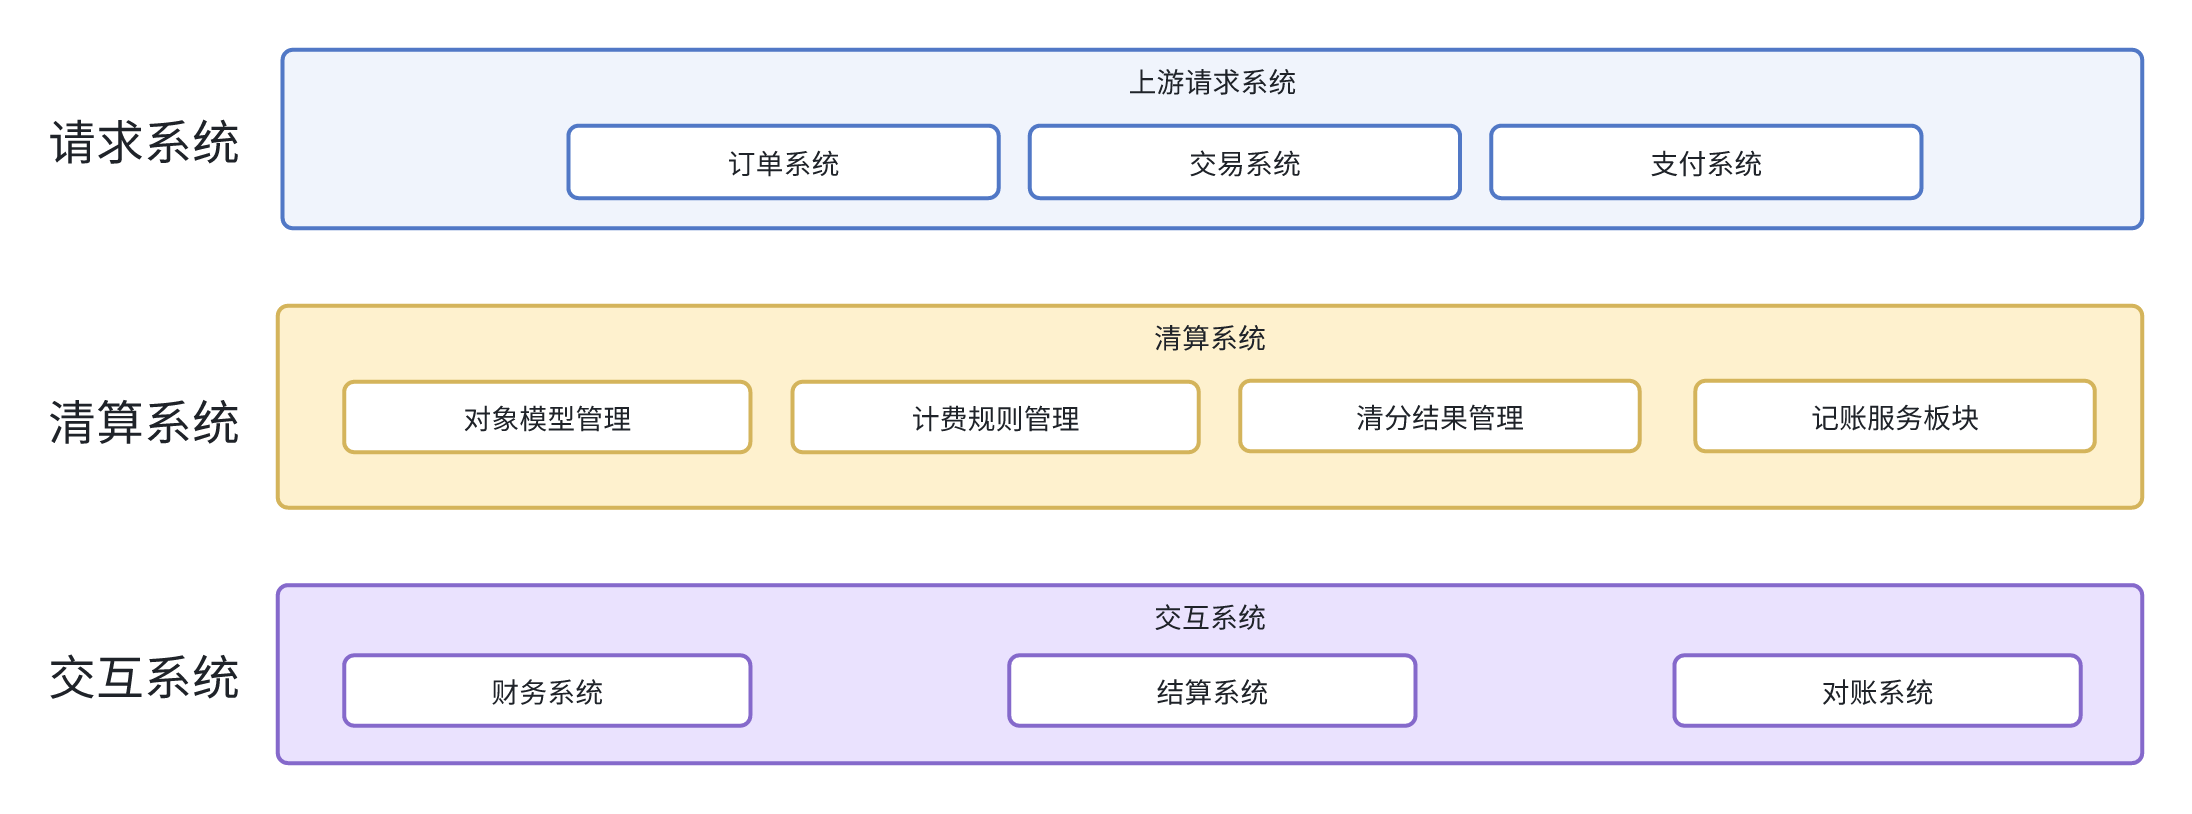 请求系统
上游请求系统
订单系统
交易系统
支付系统
清算系统
清算系统
对象模型管理
计费规则管理
清分结果管理
记账服务板块
交互系统
交互系统
财务系统
结算系统
对账系统